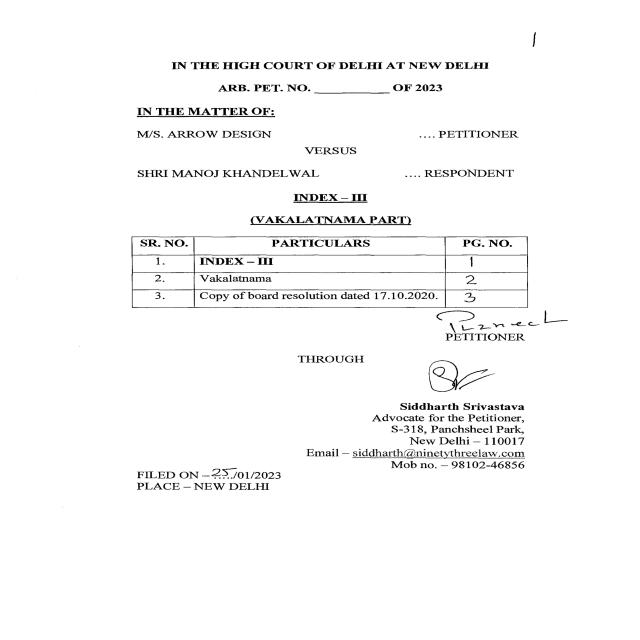 1
IN THE HIGH COURT OF DELHI AT NEW DELHI
ARB. PET. NO. ___________ OF 2023
IN THE MATTER OF:
M/S. ARROW DESIGN .... PETITIONER
VERSUS
SHRI MANOJ KHANDELWAL .... RESPONDENT
INDEX – III
(VAKALATNAMA PART)
SR. NO. PARTICULARS PG. NO.
1. INDEX – III 1
2. Vakalatnama 2
3. Copy of board resolution dated 17.10.2020. 3
PETITIONER
THROUGH
Siddharth Srivastava
Advocate for the Petitioner,
S-318, Panchsheel Park,
New Delhi – 110017
Email – siddharth@ninetythreelaw.com
Mob no. – 98102-46856
FILED ON –25/01/2023
PLACE – NEW DELHI